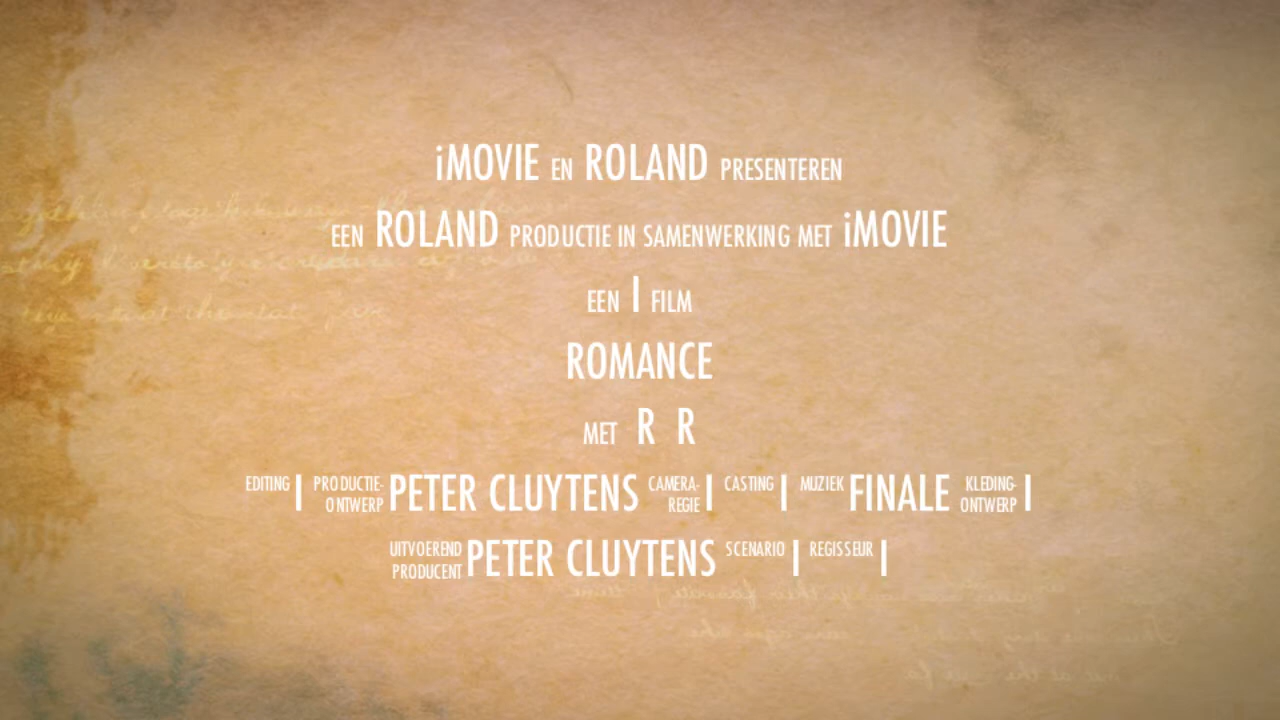 iMOVIE EN ROLAND PRESENTEREN
EEN ROLAND PRODUCTIE IN SAMENWERKING MET iMOVIE
EEN I FILM
ROMANCE
MET R R
EDITING I PRODUCTIE-ONTWERP PETER CLUYTENS CAMERA-REGIE I CASTING I MUZIEK FINALE KLEDING-ONTWERP I
UITVOEREND PRODUCENT PETER CLUYTENS SCENARIO I REGISSEUR I